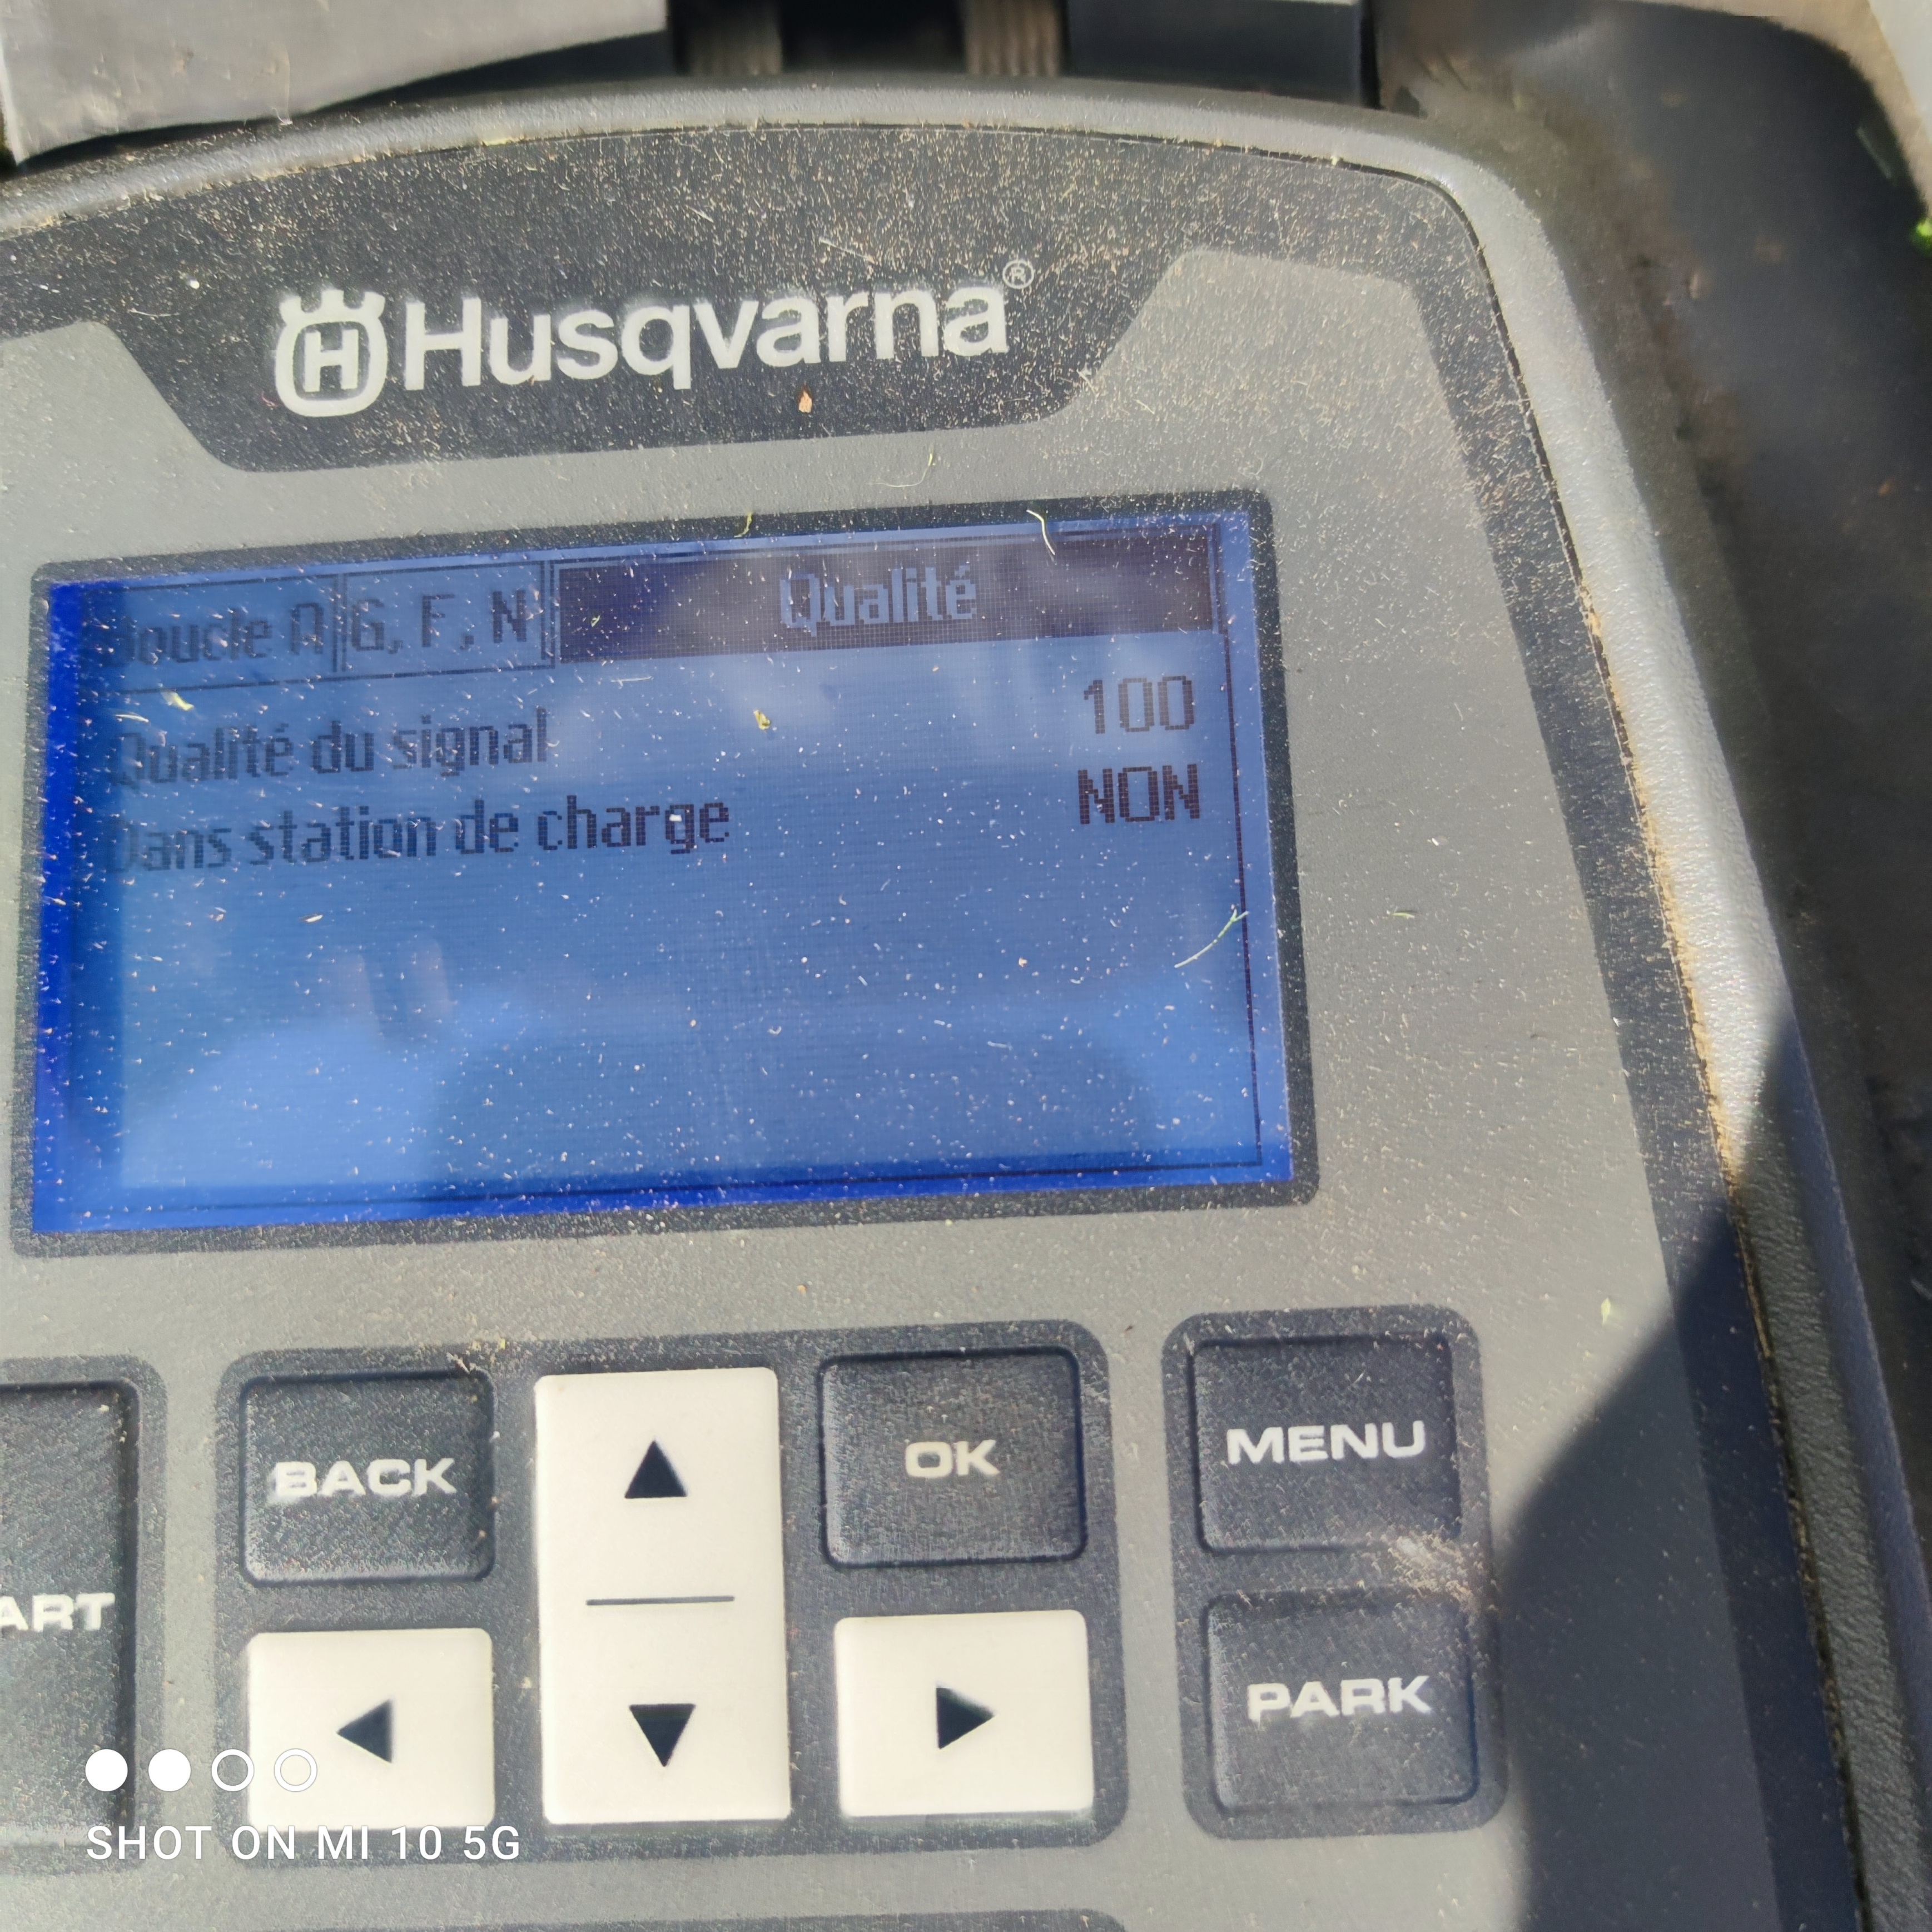 H Husqvarna®
Boucle A G, F, N Qualité
Qualité du signal 100
Dans station de charge NON
BACK OK MENU
ART
PARK
SHOT ON MI 10 5G